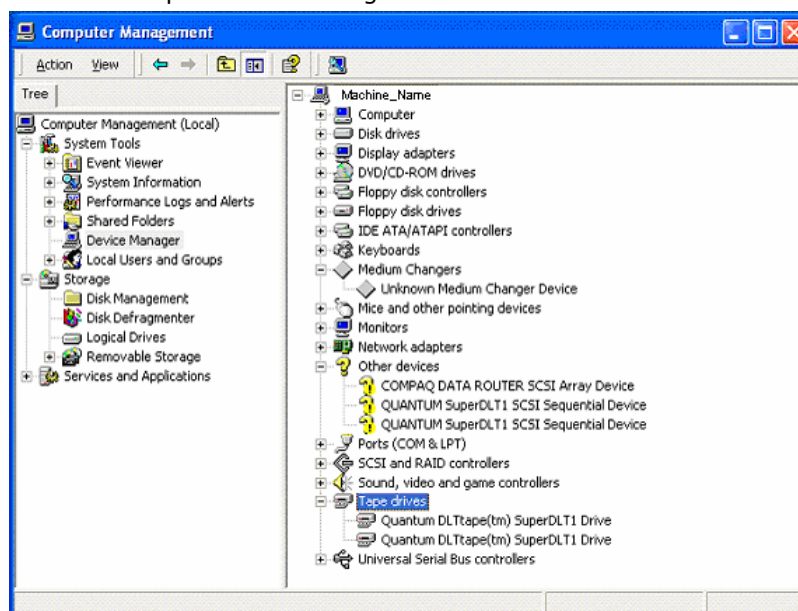 Computer Management
Action View
Tree
Computer Management (Local)
System Tools
Event Viewer
System Information
Performance Logs and Alerts
Shared Folders
Device Manager
Local Users and Groups
Storage
Disk Management
Disk Defragmenter
Logical Drives
Removable Storage
Services and Applications
Machine_Name
Computer
Disk drives
Display adapters
DVD/CD-ROM drives
Floppy disk controllers
Floppy disk drives
IDE ATA/ATAPI controllers
Keyboards
Medium Changers
Unknown Medium Changer Device
Mice and other pointing devices
Monitors
Network adapters
Other devices
COMPAQ DATA ROUTER SCSI Array Device
QUANTUM SuperDLT1 SCSI Sequential Device
QUANTUM SuperDLT1 SCSI Sequential Device
Ports (COM & LPT)
SCSI and RAID controllers
Sound, video and game controllers
Tape drives
Quantum DLTtape(tm) SuperDLT1 Drive
Quantum DLTtape(tm) SuperDLT1 Drive
Universal Serial Bus controllers